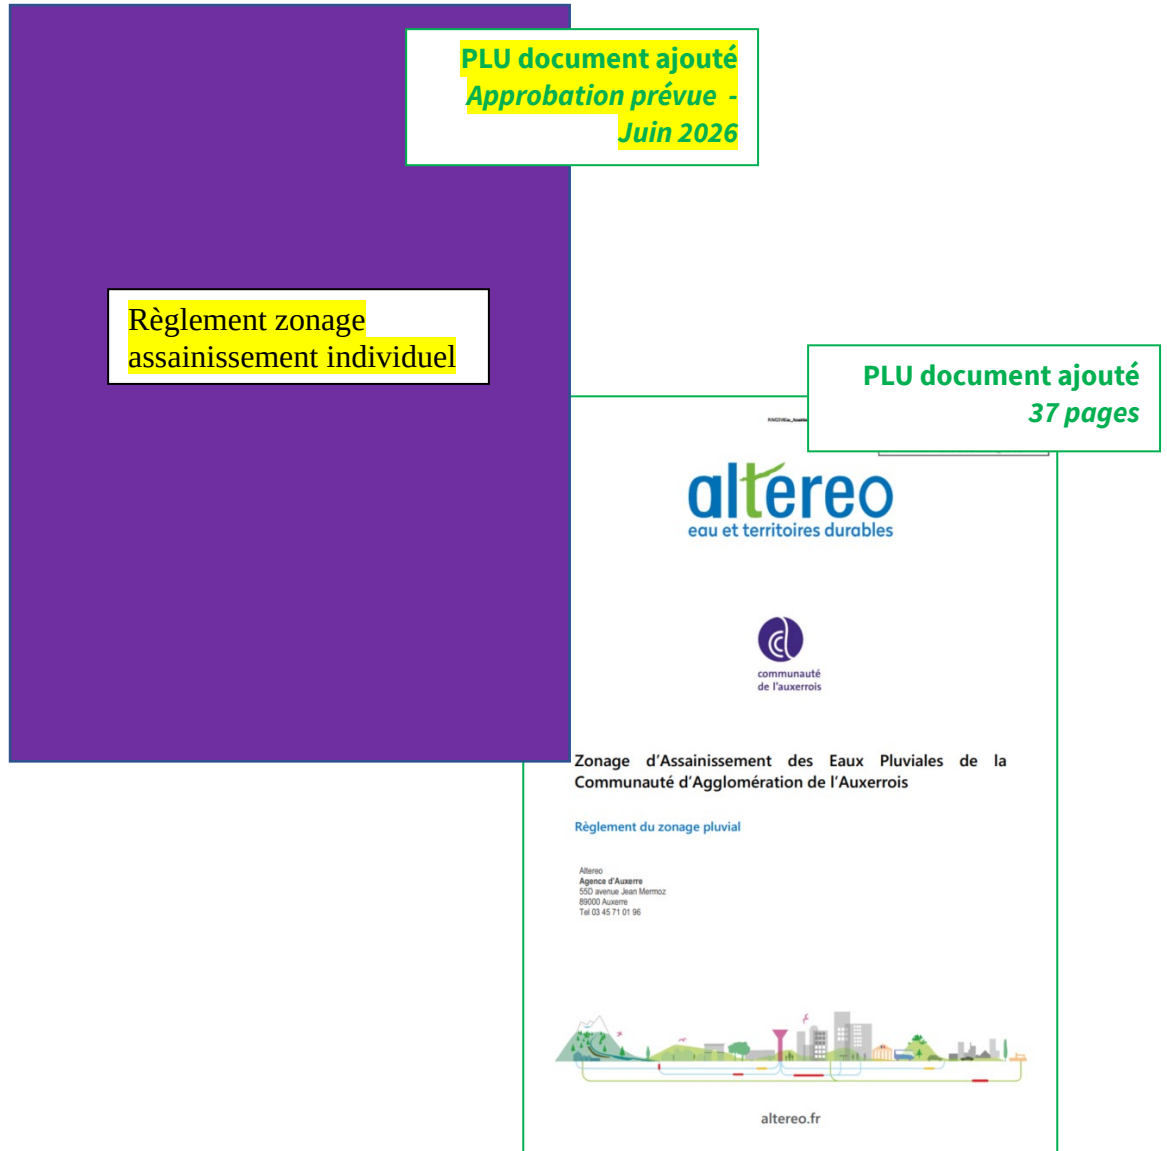 PLU document ajouté
Approbation prévue -
Juin 2026
Règlement zonage
assainissement individuel
PLU document ajouté
37 pages
altereo
eau et territoires durables
communauté
de l'auxerrois
Zonage d'Assainissement des Eaux Pluviales de la
Communauté d'Agglomération de l'Auxerrois
Règlement du zonage pluvial
Altereo
Agence d'Auxerre
55D avenue Jean Mermoz
89000 Auxerre
Tel 03 45 71 01 96
altereo.fr